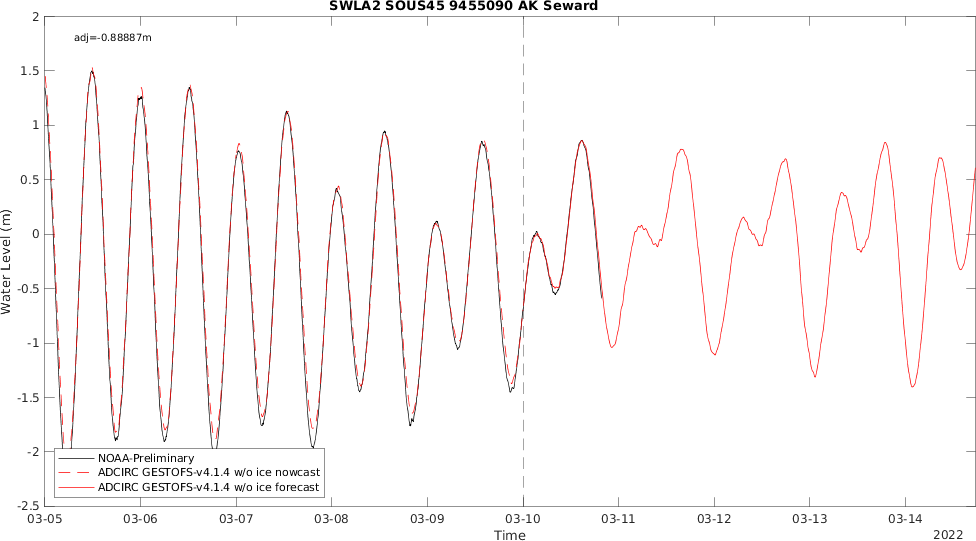 SWLA2 SOUS45 9455090 AK Seward
adj=-0.88887m
2
1.5
1
0.5
0
-0.5
-1
-1.5
-2
-2.5
Water Level (m)
NOAA-Preliminary
ADCIRC GESTOFS-v4.1.4 w/o ice nowcast
ADCIRC GESTOFS-v4.1.4 w/o ice forecast
03-05 03-06 03-07 03-08 03-09 03-10 03-11 03-12 03-13 03-14
Time
2022